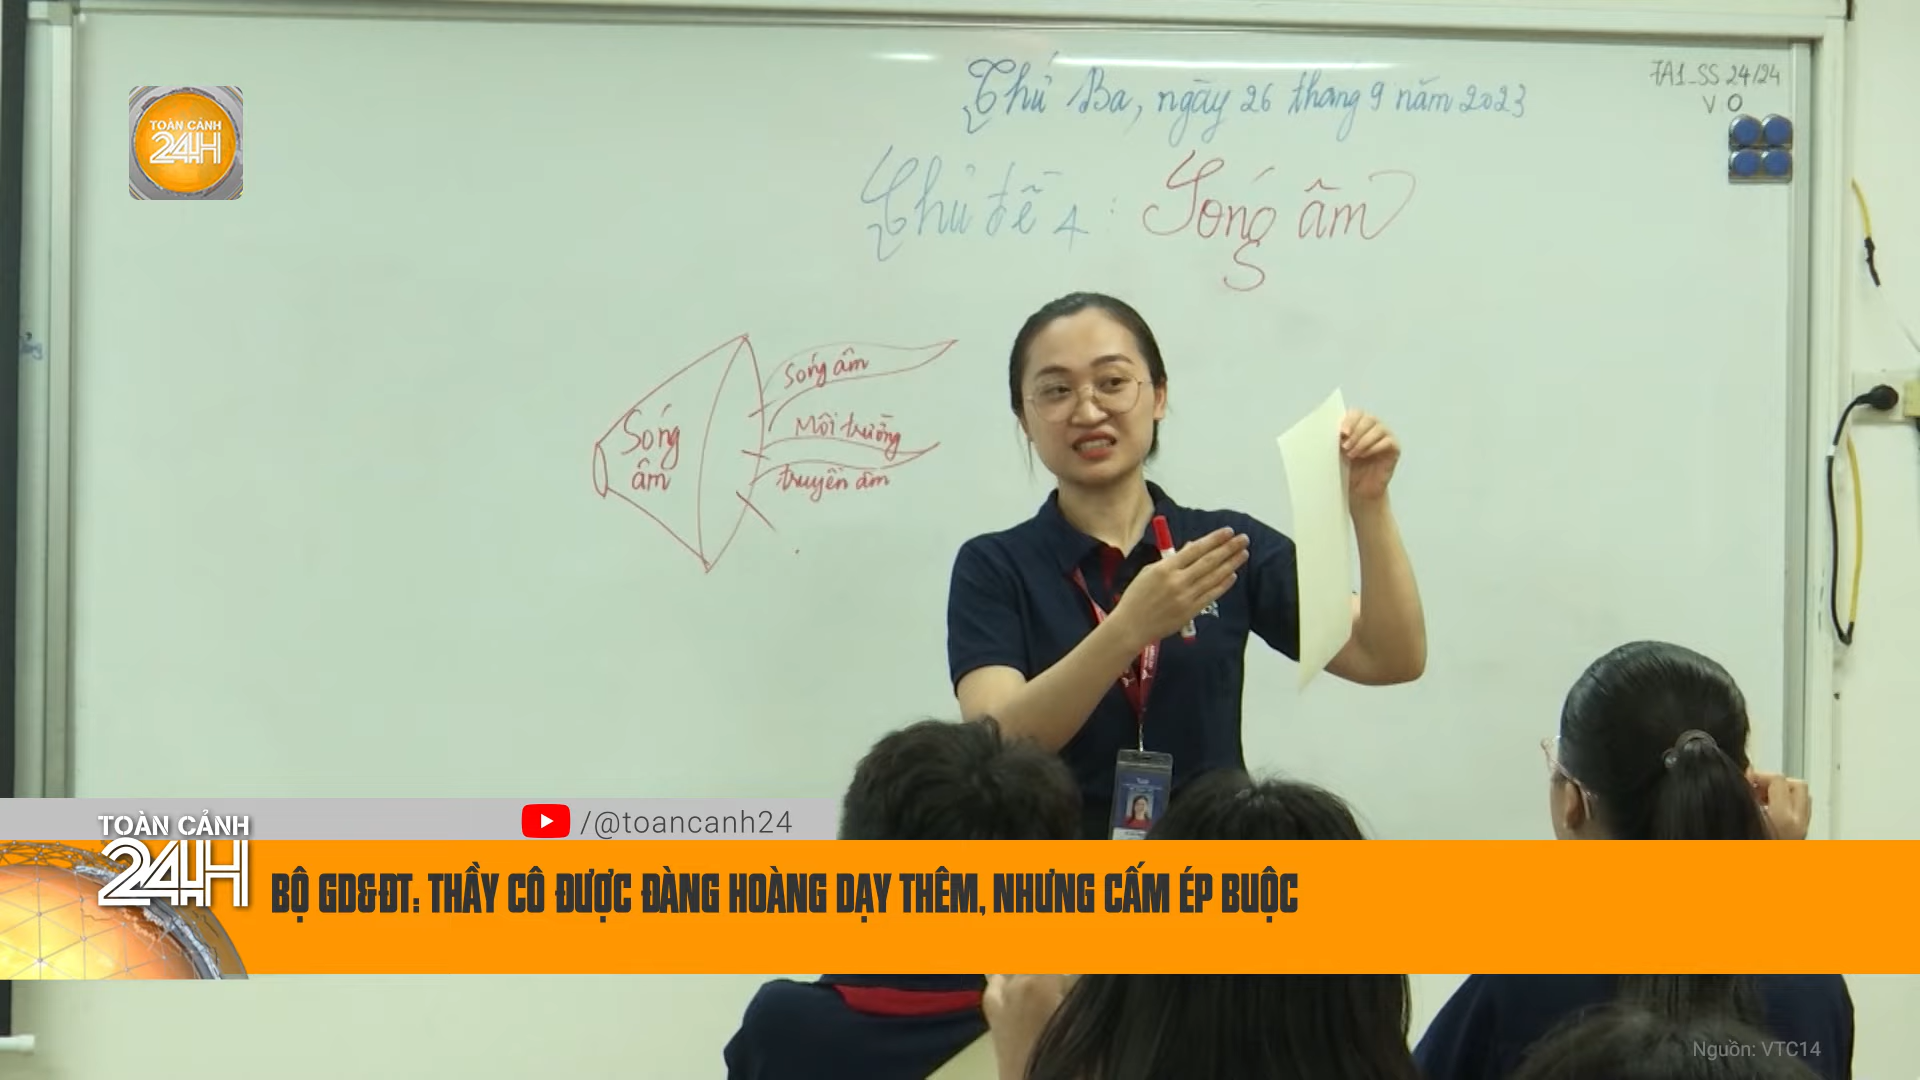 Thứ Ba, ngày 26 tháng 9 năm 2023
7A1_SS 24/24
V 0
TOÀN CẢNH
24H
Chủ đề 4: Sóng âm
Sóng âm
Sóng
âm
Môi trường
truyền âm
/@toancanh24
TOÀN CẢNH
24H
BỘ GD&ĐT: THẦY CÔ ĐƯỢC ĐÀNG HOÀNG DẠY THÊM, NHƯNG CẤM ÉP BUỘC
Nguồn: VTC14